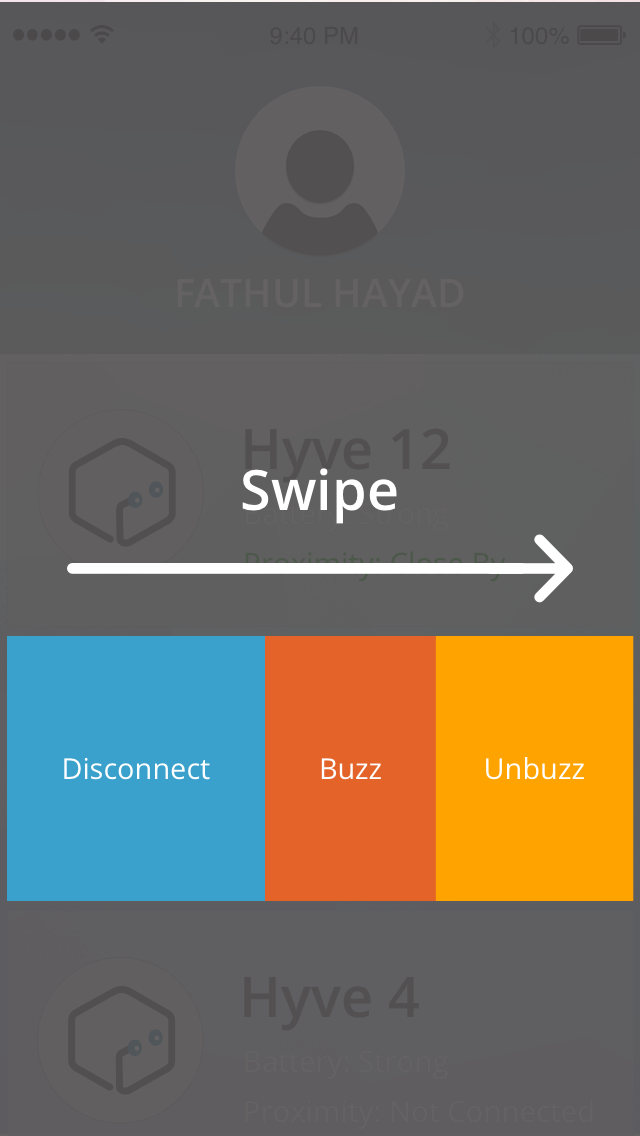 9:40 PM 100%
FATHUL HAYAD
Hyve 12
Swipe
Battery: Strong
Proximity: Close By
Disconnect Buzz Unbuzz
Hyve 4
Battery: Strong
Proximity: Not Connected